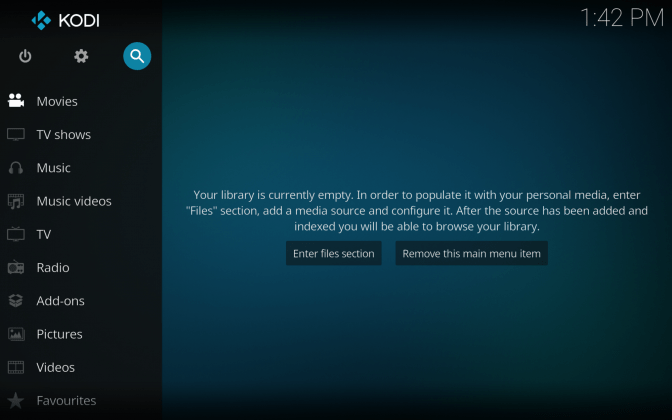 KODI
1:42 PM
Movies
TV shows
Music
Music videos
TV
Radio
Add-ons
Pictures
Videos
Favourites
Your library is currently empty. In order to populate it with your personal media, enter
"Files" section, add a media source and configure it. After the source has been added and
indexed you will be able to browse your library.
Enter files section
Remove this main menu item